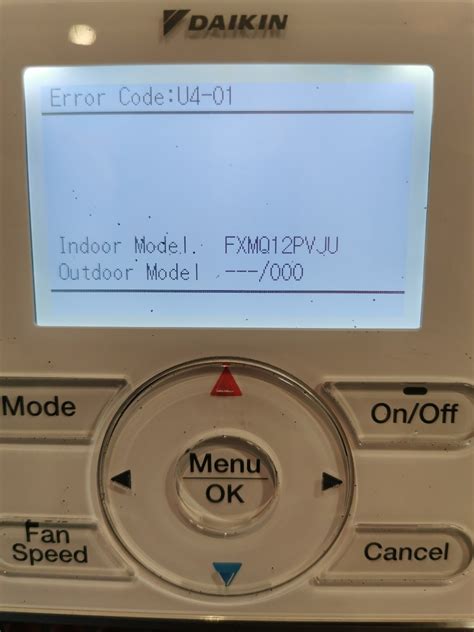 DAIKIN
Error Code:U4-01
Indoor Model. FXMQ12PVJU
Outdoor Model ---/000
Mode
On/Off
Menu
OK
Fan
Speed
Cancel